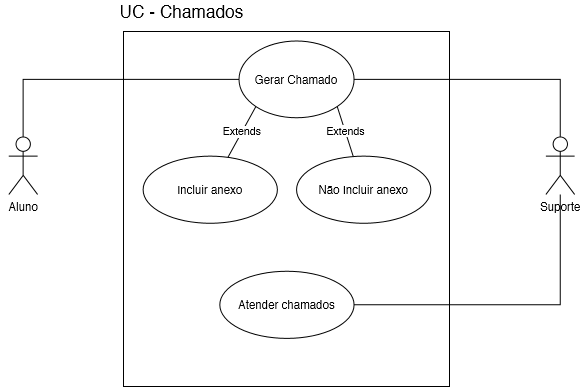 UC - Chamados
Gerar Chamado
Extends
Extends
Incluir anexo
Não Incluir anexo
Aluno
Suporte
Atender chamados